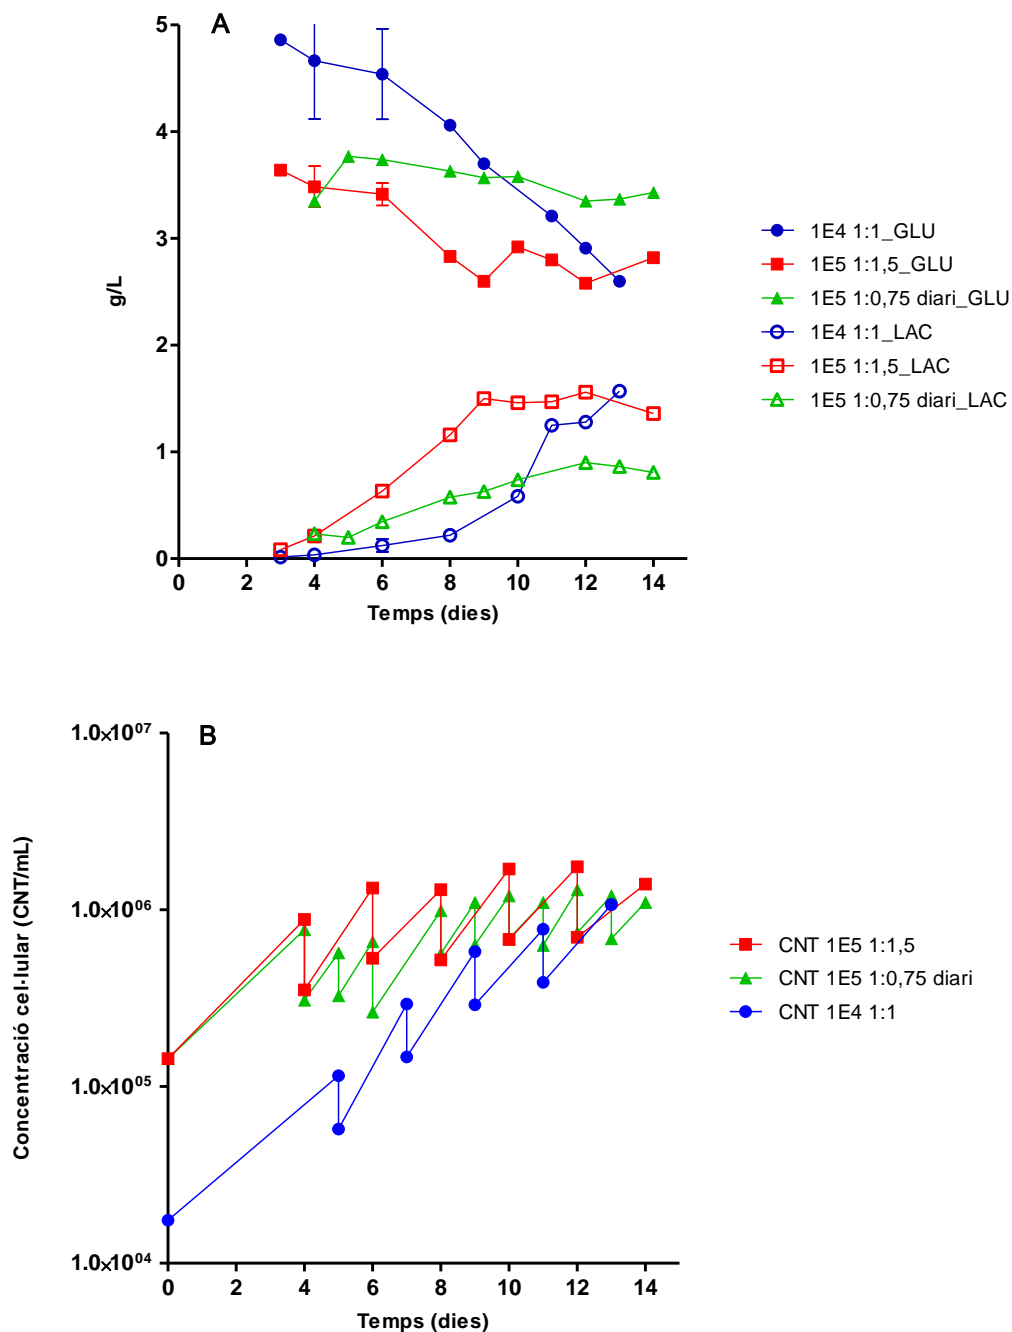 A
5
4
3
2
1
0
g/L
0 2 4 6 8 10 12 14
Temps (dies)
1E4 1:1_GLU
1E5 1:1,5_GLU
1E5 1:0,75 diari_GLU
1E4 1:1_LAC
1E5 1:1,5_LAC
1E5 1:0,75 diari_LAC
B
1.0×10⁰⁷
1.0×10⁰⁶
1.0×10⁰⁵
1.0×10⁰⁴
Concentració cel·lular (CNT/mL)
0 2 4 6 8 10 12 14
Temps (dies)
CNT 1E5 1:1,5
CNT 1E5 1:0,75 diari
CNT 1E4 1:1